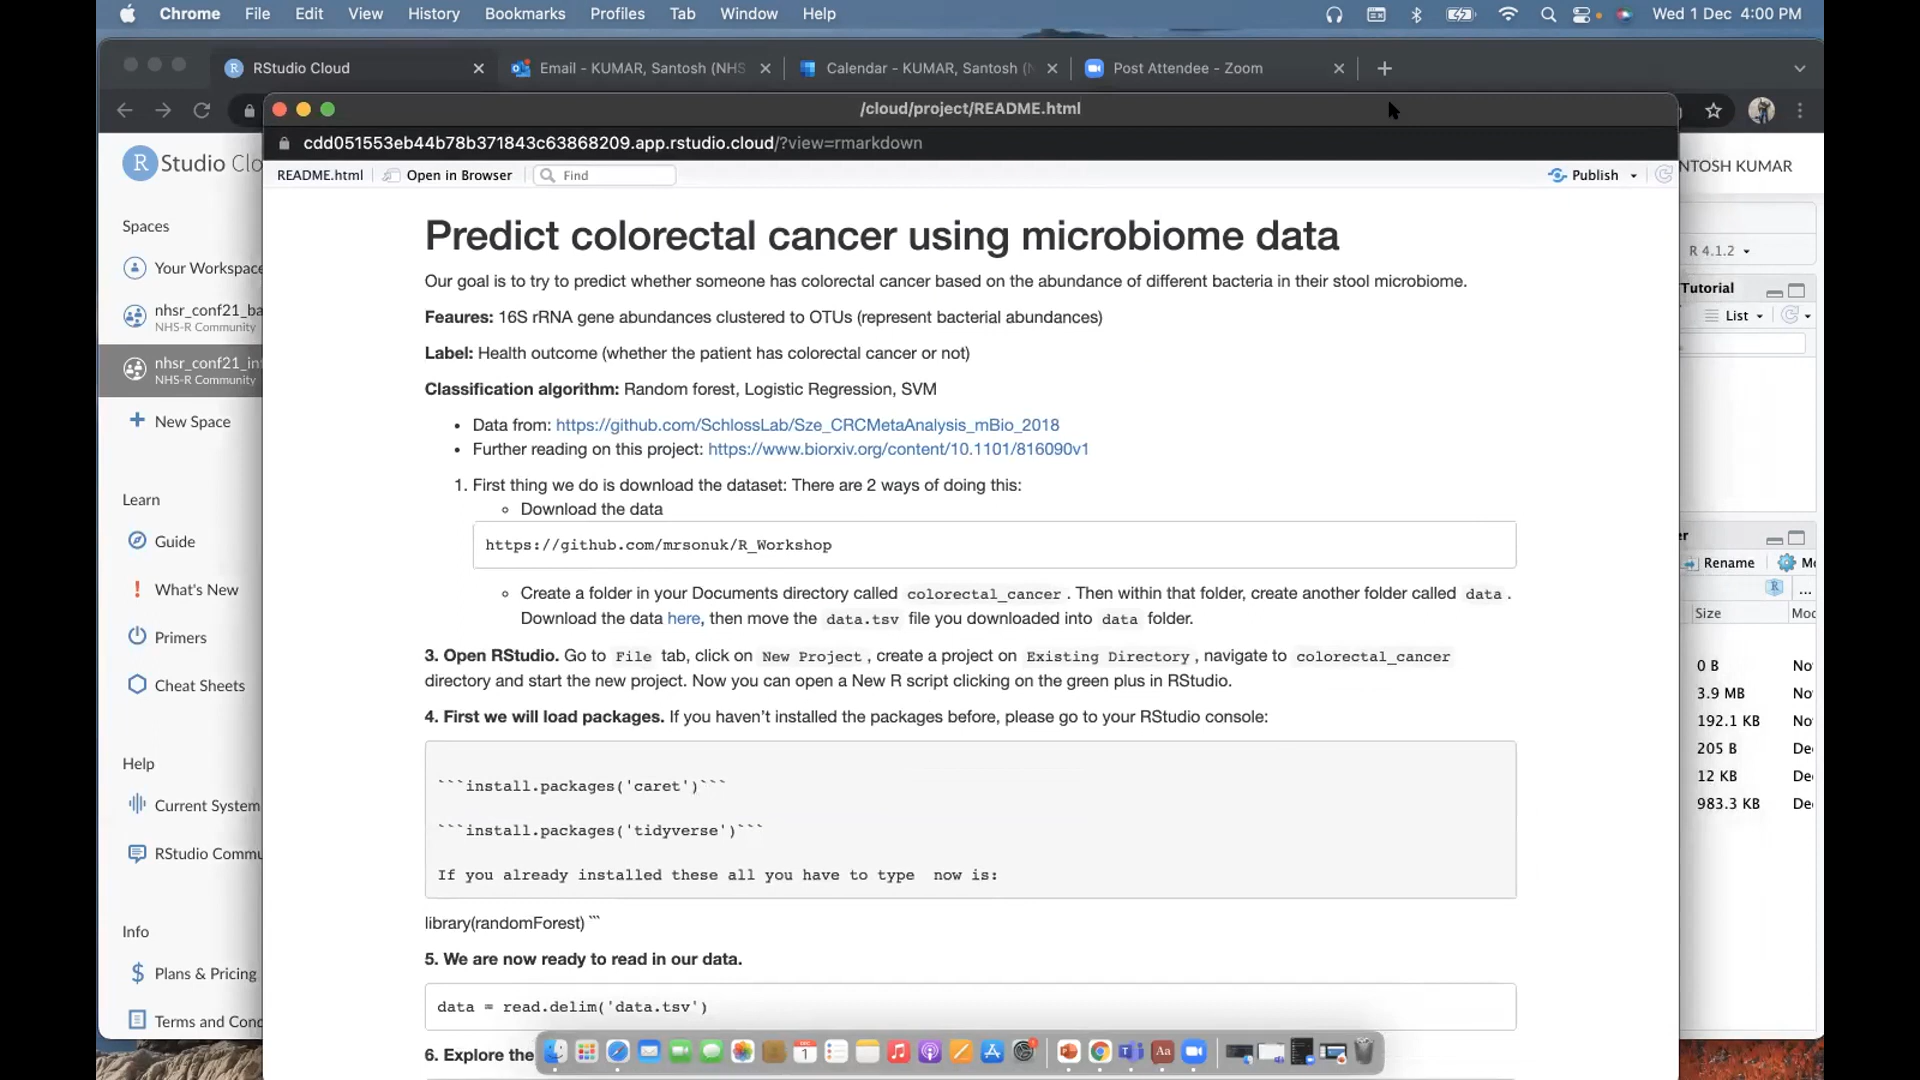 Chrome File Edit View History Bookmarks Profiles Tab Window Help Wed 1 Dec 4:00 PM
RStudio Cloud Email - KUMAR, Santosh (NHS Calendar - KUMAR, Santosh ( Post Attendee - Zoom
/cloud/project/README.html
cdd051553eb44b78b371843c63868209.app.rstudio.cloud/?view=rmarkdown
README.html Open in Browser Find Publish
R Studio Clo
NTOSH KUMAR
Spaces
Your Workspace
nhsr_conf21_ba
NHS-R Community
nhsr_conf21_int
NHS-R Community
New Space
Learn
Guide
What's New
Primers
Cheat Sheets
Help
Current System
RStudio Commu
Info
Plans & Pricing
Terms and Cond
Predict colorectal cancer using microbiome data
Our goal is to try to predict whether someone has colorectal cancer based on the abundance of different bacteria in their stool microbiome.
Feaures: 16S rRNA gene abundances clustered to OTUs (represent bacterial abundances)
Label: Health outcome (whether the patient has colorectal cancer or not)
Classification algorithm: Random forest, Logistic Regression, SVM
• Data from: https://github.com/SchlossLab/Sze_CRCMetaAnalysis_mBio_2018
• Further reading on this project: https://www.biorxiv.org/content/10.1101/816090v1
1. First thing we do is download the dataset: There are 2 ways of doing this:
◦ Download the data
https://github.com/mrsonuk/R_Workshop
◦ Create a folder in your Documents directory called colorectal_cancer. Then within that folder, create another folder called data.
Download the data here, then move the data.tsv file you downloaded into data folder.
3. Open RStudio. Go to File tab, click on New Project, create a project on Existing Directory, navigate to colorectal_cancer
directory and start the new project. Now you can open a New R script clicking on the green plus in RStudio.
4. First we will load packages. If you haven't installed the packages before, please go to your RStudio console:
```install.packages('caret')```
```install.packages('tidyverse')```
If you already installed these all you have to type  now is:
library(randomForest) ```
5. We are now ready to read in our data.
data = read.delim('data.tsv')
6. Explore the
R 4.1.2
Tutorial
List
er
Rename Mo
...
Size Moc
0 B No
3.9 MB No
192.1 KB No
205 B De
12 KB De
983.3 KB De
1
Aa